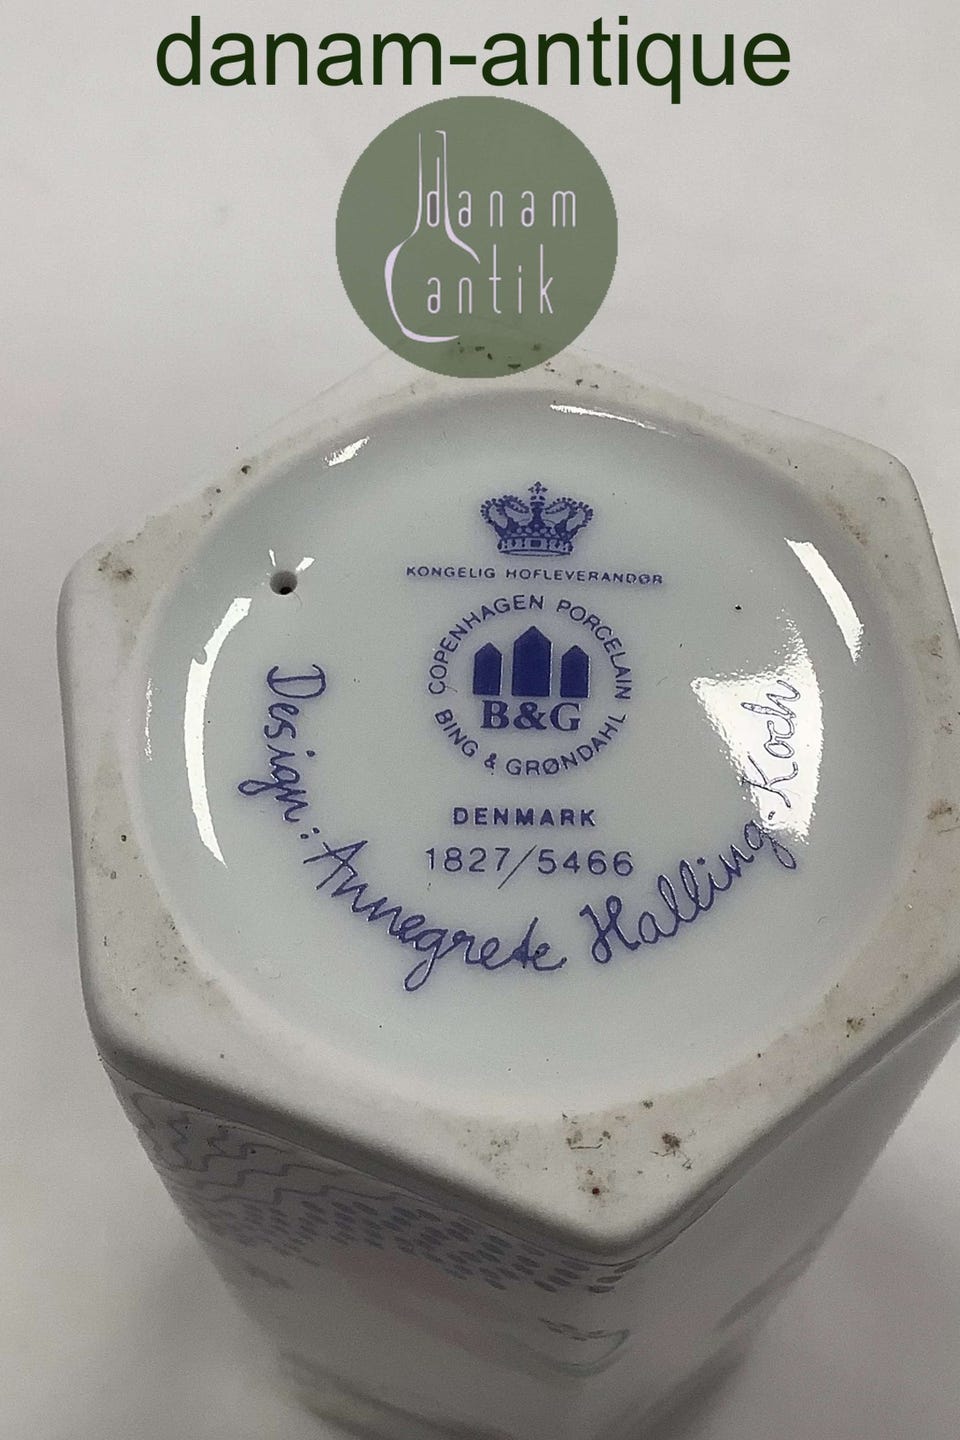 danam-antique
danam
antik
KONGELIG HOFLEVERANDØR
COPENHAGEN PORCELAIN
B&G
BING & GRØNDAHL
DENMARK
1827/5466
Design: Annegrete Halling-Koch